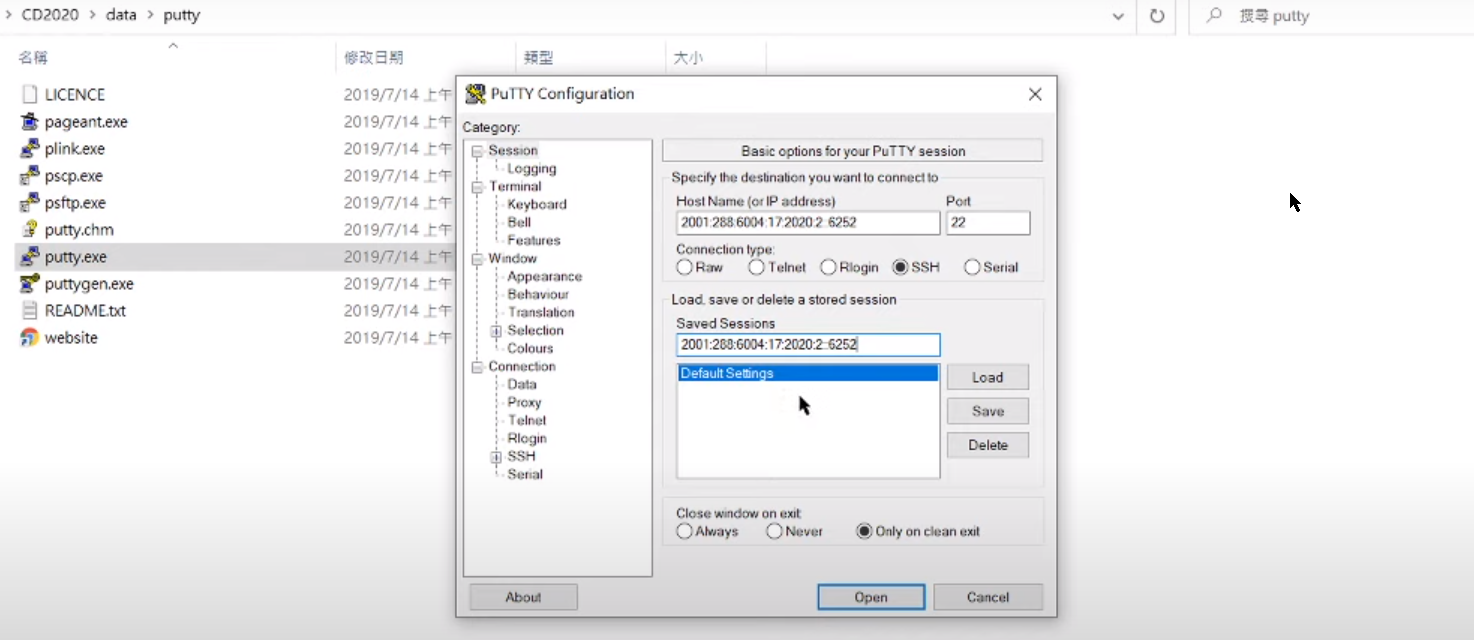 CD2020 > data > putty
搜尋 putty
名稱 修改日期 類型 大小
LICENCE 2019/7/14 上午
pageant.exe 2019/7/14 上午
plink.exe 2019/7/14 上午
pscp.exe 2019/7/14 上午
psftp.exe 2019/7/14 上午
putty.chm 2019/7/14 上午
putty.exe 2019/7/14 上午
puttygen.exe 2019/7/14 上午
README.txt 2019/7/14 上午
website 2019/7/14 上午
PuTTY Configuration
Category:
Session
Logging
Terminal
Keyboard
Bell
Features
Window
Appearance
Behaviour
Translation
Selection
Colours
Connection
Data
Proxy
Telnet
Rlogin
SSH
Serial
Basic options for your PuTTY session
Specify the destination you want to connect to
Host Name (or IP address) Port
2001:288:6004:17:2020:2::6252 22
Connection type:
Raw Telnet Rlogin SSH Serial
Load, save or delete a stored session
Saved Sessions
2001:288:6004:17:2020:2::6252
Default Settings
Load
Save
Delete
Close window on exit:
Always Never Only on clean exit
About Open Cancel